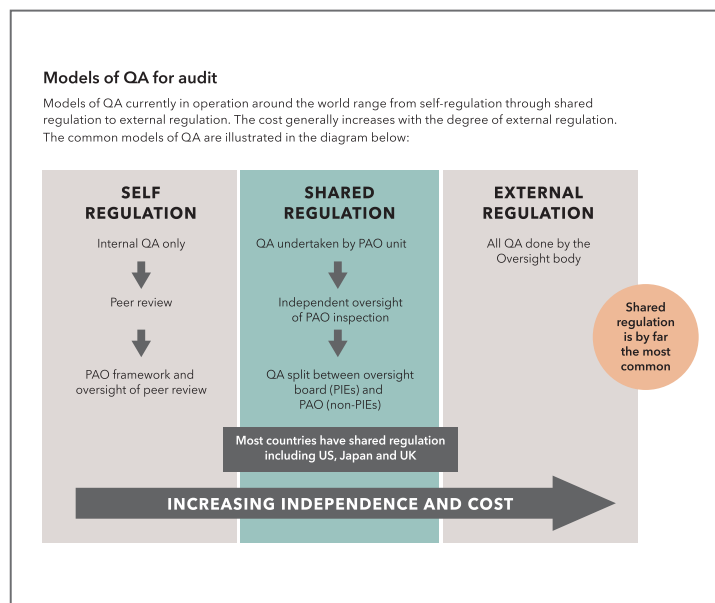 Models of QA for audit
Models of QA currently in operation around the world range from self-regulation through shared
regulation to external regulation. The cost generally increases with the degree of external regulation.
The common models of QA are illustrated in the diagram below:
SELF
REGULATION
Internal QA only
Peer review
PAO framework and
oversight of peer review
SHARED
REGULATION
QA undertaken by PAO unit
Independent oversight
of PAO inspection
QA split between oversight
board (PIEs) and
PAO (non-PIEs)
EXTERNAL
REGULATION
All QA done by the
Oversight body
Shared
regulation
is by far
the most
common
Most countries have shared regulation
including US, Japan and UK
INCREASING INDEPENDENCE AND COST